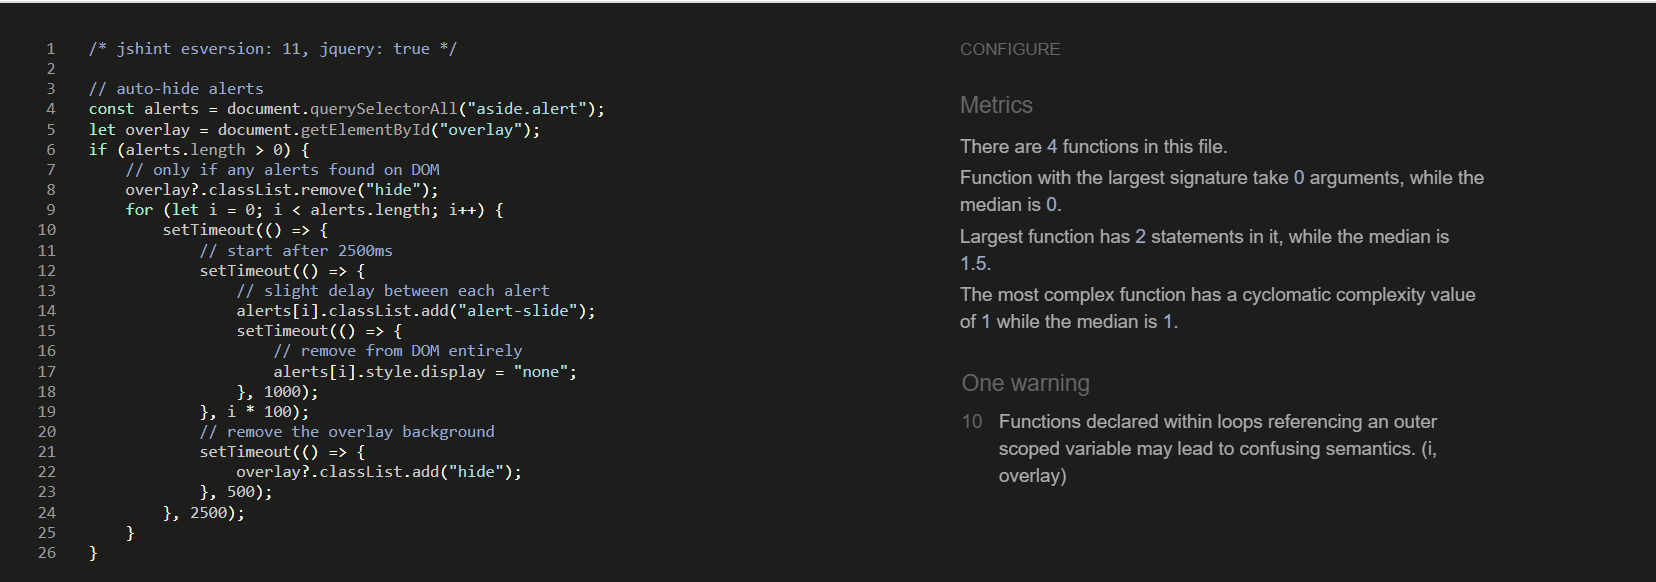 1 /* jshint esversion: 11, jquery: true */
2
3 // auto-hide alerts
4 const alerts = document.querySelectorAll("aside.alert");
5 let overlay = document.getElementById("overlay");
6 if (alerts.length > 0) {
7     // only if any alerts found on DOM
8     overlay?.classList.remove("hide");
9     for (let i = 0; i < alerts.length; i++) {
10         setTimeout(() => {
11             // start after 2500ms
12             setTimeout(() => {
13                 // slight delay between each alert
14                 alerts[i].classList.add("alert-slide");
15                 setTimeout(() => {
16                     // remove from DOM entirely
17                     alerts[i].style.display = "none";
18                 }, 1000);
19             }, i * 100);
20             // remove the overlay background
21             setTimeout(() => {
22                 overlay?.classList.add("hide");
23             }, 500);
24         }, 2500);
25     }
26 }
CONFIGURE
Metrics
There are 4 functions in this file.
Function with the largest signature take 0 arguments, while the
median is 0.
Largest function has 2 statements in it, while the median is
1.5.
The most complex function has a cyclomatic complexity value
of 1 while the median is 1.
One warning
10 Functions declared within loops referencing an outer
scoped variable may lead to confusing semantics. (i,
overlay)